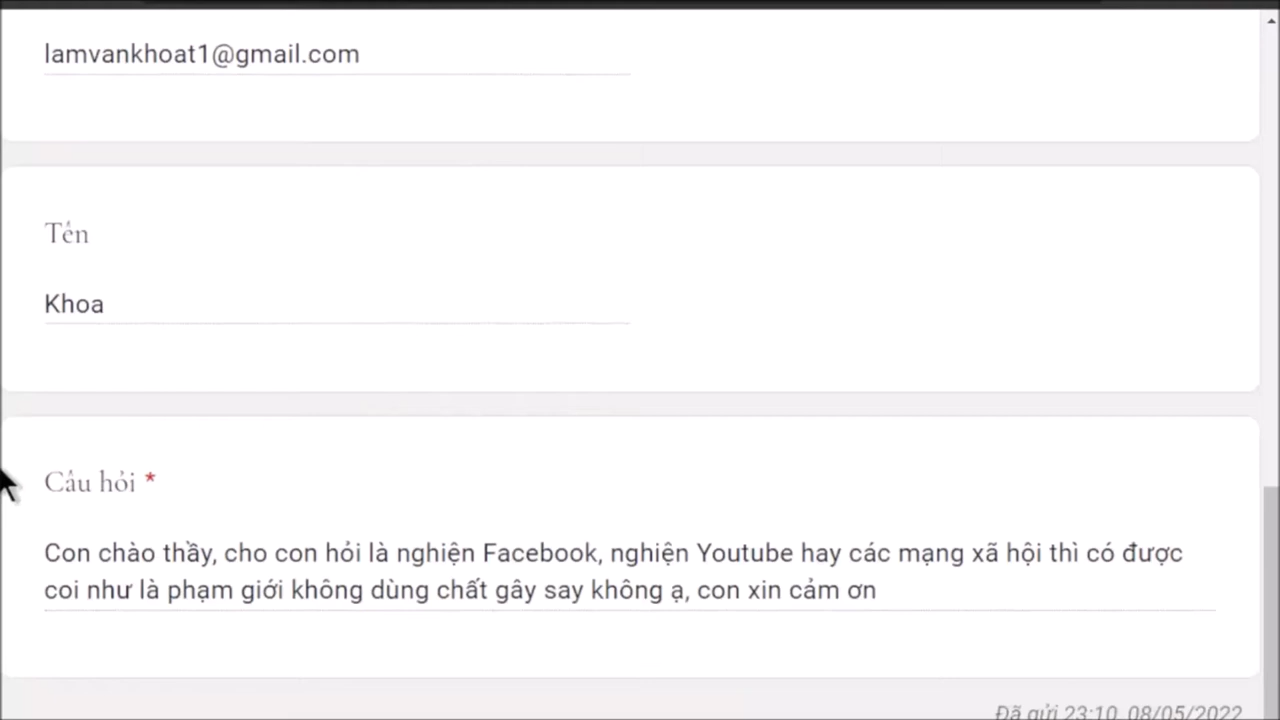 lamvankhoat1@gmail.com
Tên
Khoa
Câu hỏi *
Con chào thầy, cho con hỏi là nghiện Facebook, nghiện Youtube hay các mạng xã hội thì có được
coi như là phạm giới không dùng chất gây say không ạ, con xin cảm ơn
Đã gửi 23:10, 08/05/2022